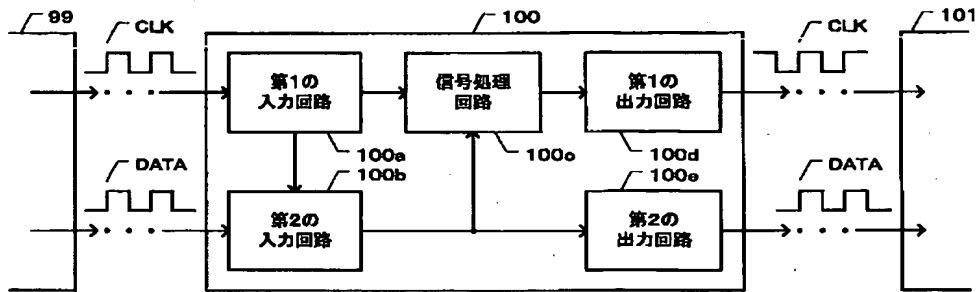 99
CLK
100
CLK
101
第1の
入力回路
信号処理
回路
第1の
出力回路
100a
100c
100d
DATA
100b
100e
DATA
第2の
入力回路
第2の
出力回路